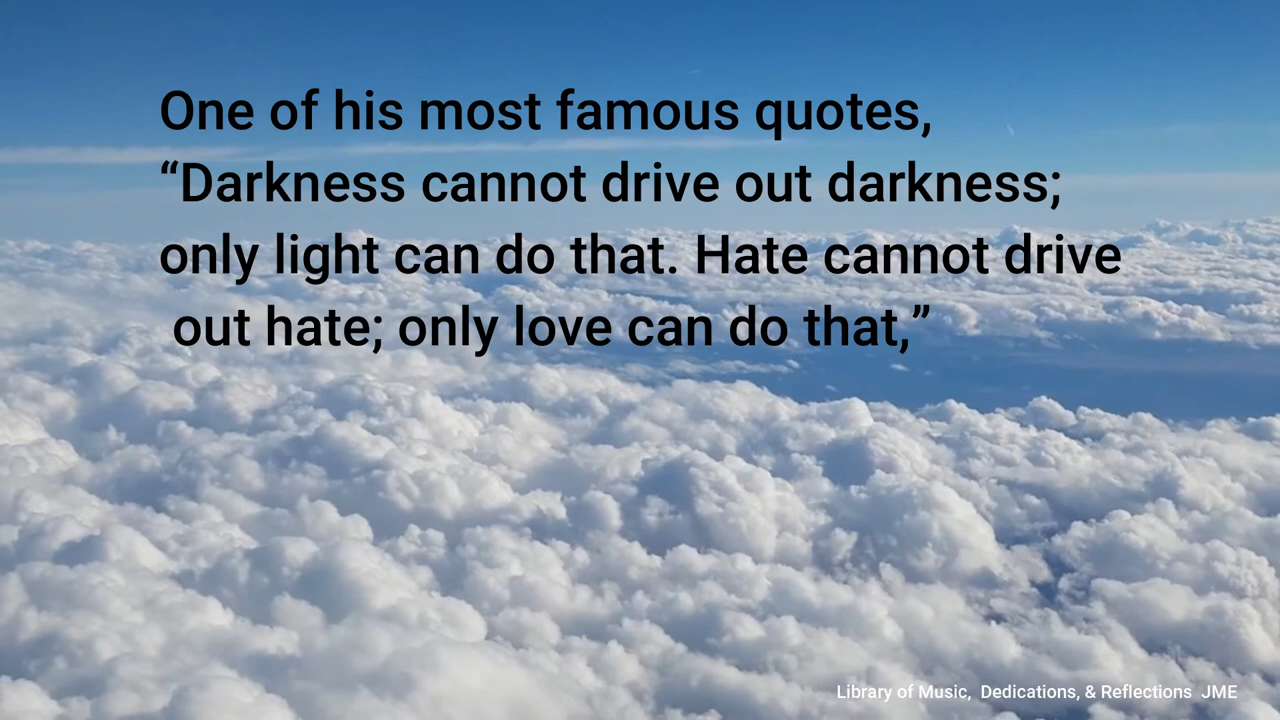 One of his most famous quotes,
“Darkness cannot drive out darkness;
only light can do that. Hate cannot drive
out hate; only love can do that,”
Library of Music, Dedications, & Reflections JME